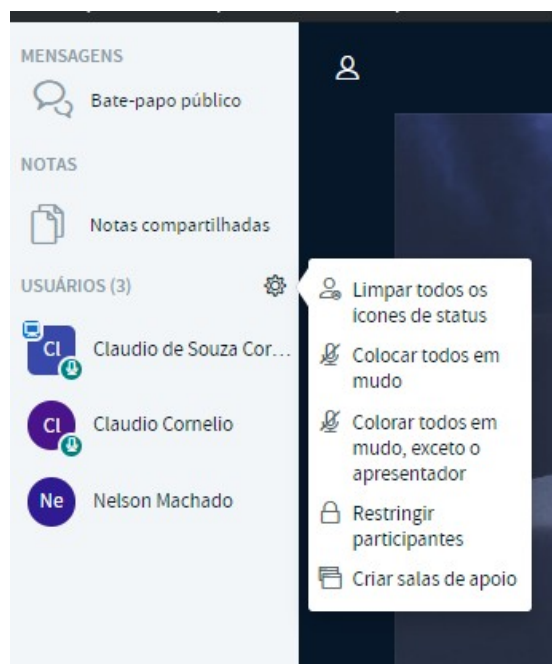 MENSAGENS
Bate-papo público
NOTAS
Notas compartilhadas
USUÁRIOS (3)
Cl
Claudio de Souza Cor...
Cl
Claudio Cornelio
Ne
Nelson Machado
Limpar todos os
ícones de status
Colocar todos em
mudo
Colorar todos em
mudo, exceto o
apresentador
Restringir
participantes
Criar salas de apoio